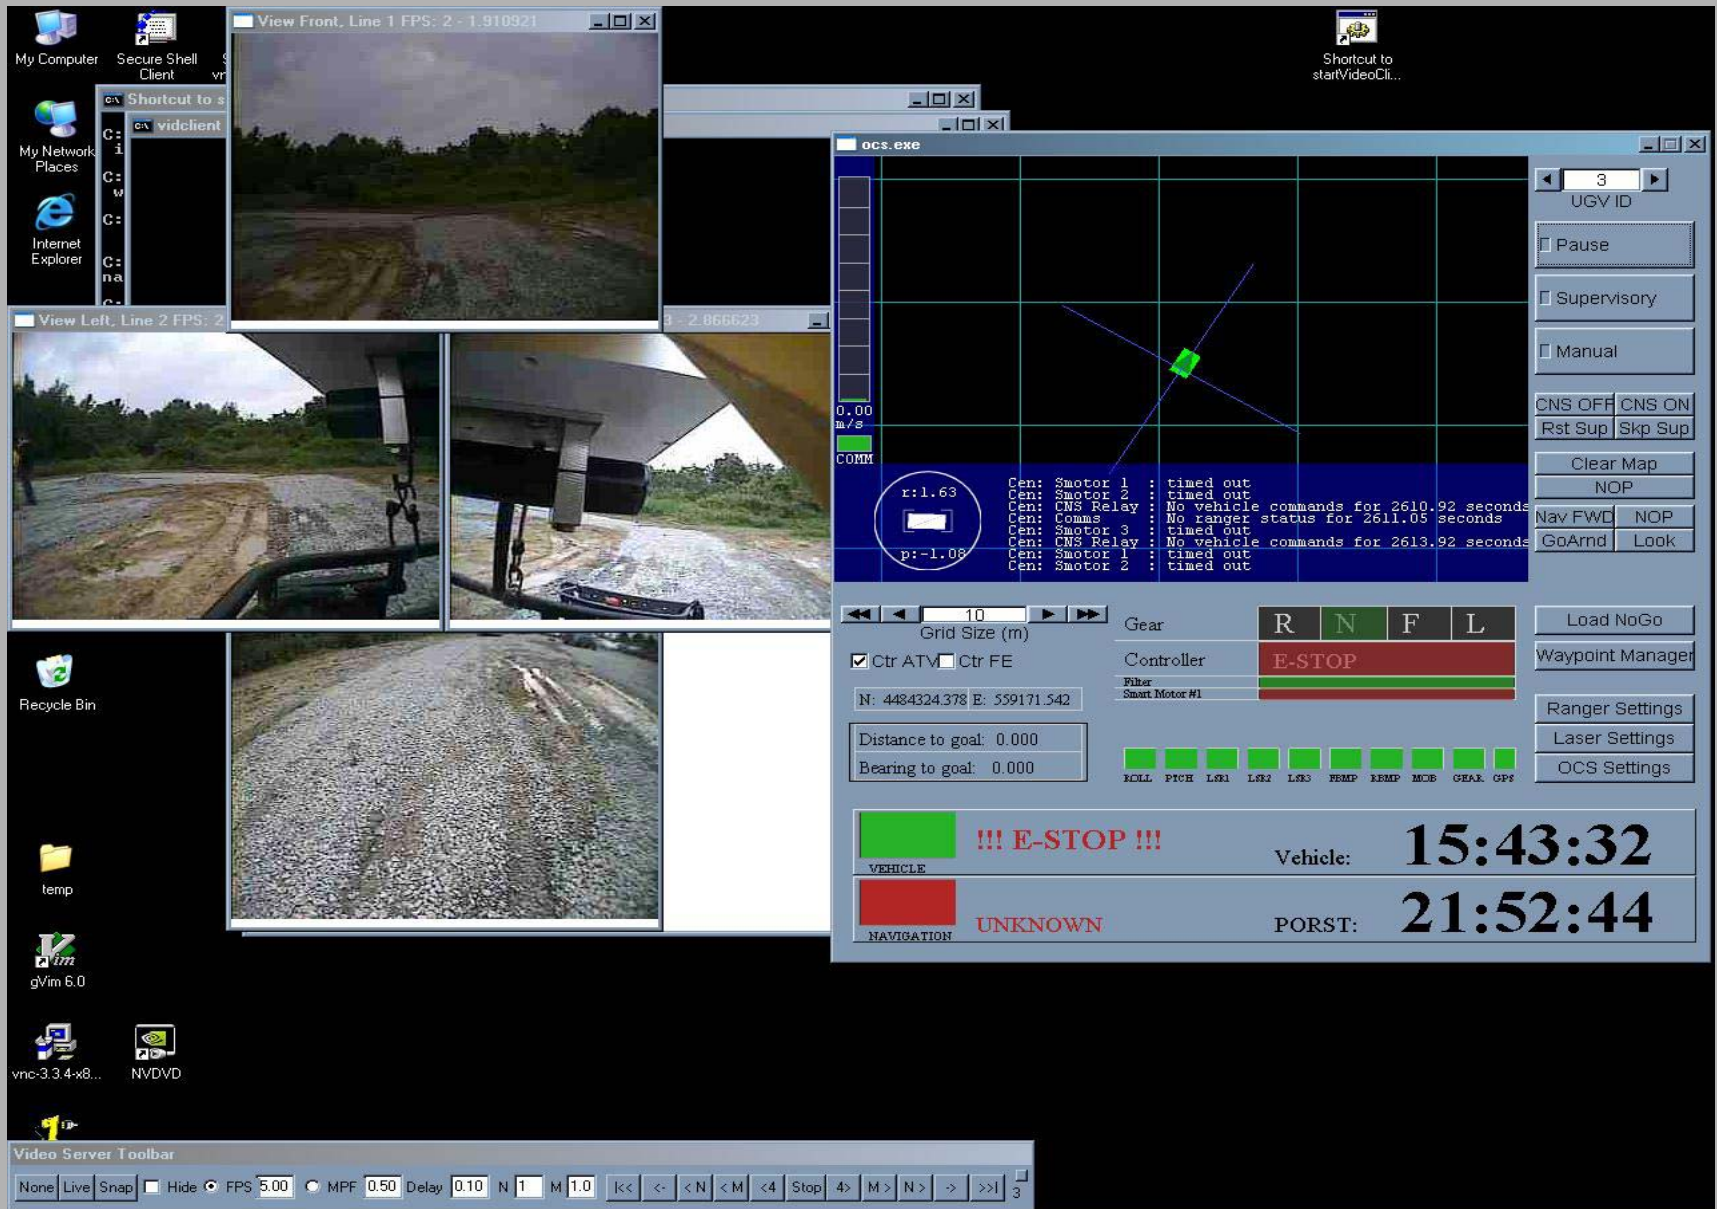 My Computer
Secure Shell
Client
My Network
Places
Internet
Explorer
Recycle Bin
temp
gVim 6.0
vnc-3.3.4-x8...
NVDVD
Shortcut to
startVideoCli...
View Front, Line 1 FPS: 2 - 1.910921
Shortcut to s
vidclient
C:
i
C:
w
C:
C:
na
View Left, Line 2 FPS: 2
3 - 2.866623
ocs.exe
3
UGV ID
Pause
Supervisory
Manual
CNS OFF CNS ON
Rst Sup Skp Sup
Clear Map
NOP
Nav FWD NOP
GoArnd Look
Load NoGo
Waypoint Manager
Ranger Settings
Laser Settings
OCS Settings
0.00
m/s
COMM
r:1.63
p:-1.08
Cen: Smotor 1 : timed out
Cen: Smotor 2 : timed out
Cen: CNS Relay : No vehicle commands for 2610.92 seconds
Cen: Comms : No ranger status for 2611.05 seconds
Cen: Smotor 3 : timed out
Cen: CNS Relay : No vehicle commands for 2613.92 seconds
Cen: Smotor 1 : timed out
Cen: Smotor 2 : timed out
10
Grid Size (m)
Ctr ATV Ctr FE
N: 4484324.378 E: 559171.542
Distance to goal: 0.000
Bearing to goal: 0.000
Gear R N F L
Controller E-STOP
Filter
Smart Motor #1
ROLL PTCH LSR1 LSR2 LSR3 FBMP RBMP MOB GEAR GPS
VEHICLE !!! E-STOP !!! Vehicle: 15:43:32
NAVIGATION UNKNOWN PORST: 21:52:44
Video Server Toolbar
None Live Snap Hide FPS 5.00 MPF 0.50 Delay 0.10 N 1 M 1.0 |<< <- < N < M <4 Stop 4> M > N > -> >>| 3